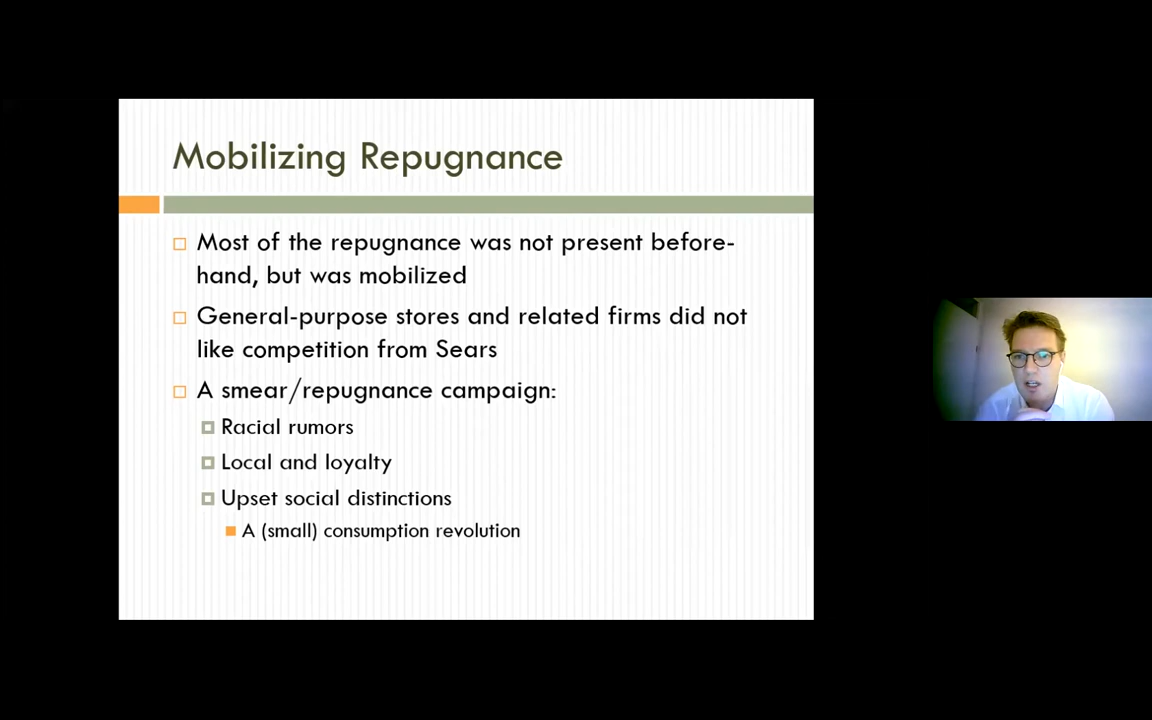 Mobilizing Repugnance
Most of the repugnance was not present before-
hand, but was mobilized
General-purpose stores and related firms did not
like competition from Sears
A smear/repugnance campaign:
Racial rumors
Local and loyalty
Upset social distinctions
A (small) consumption revolution